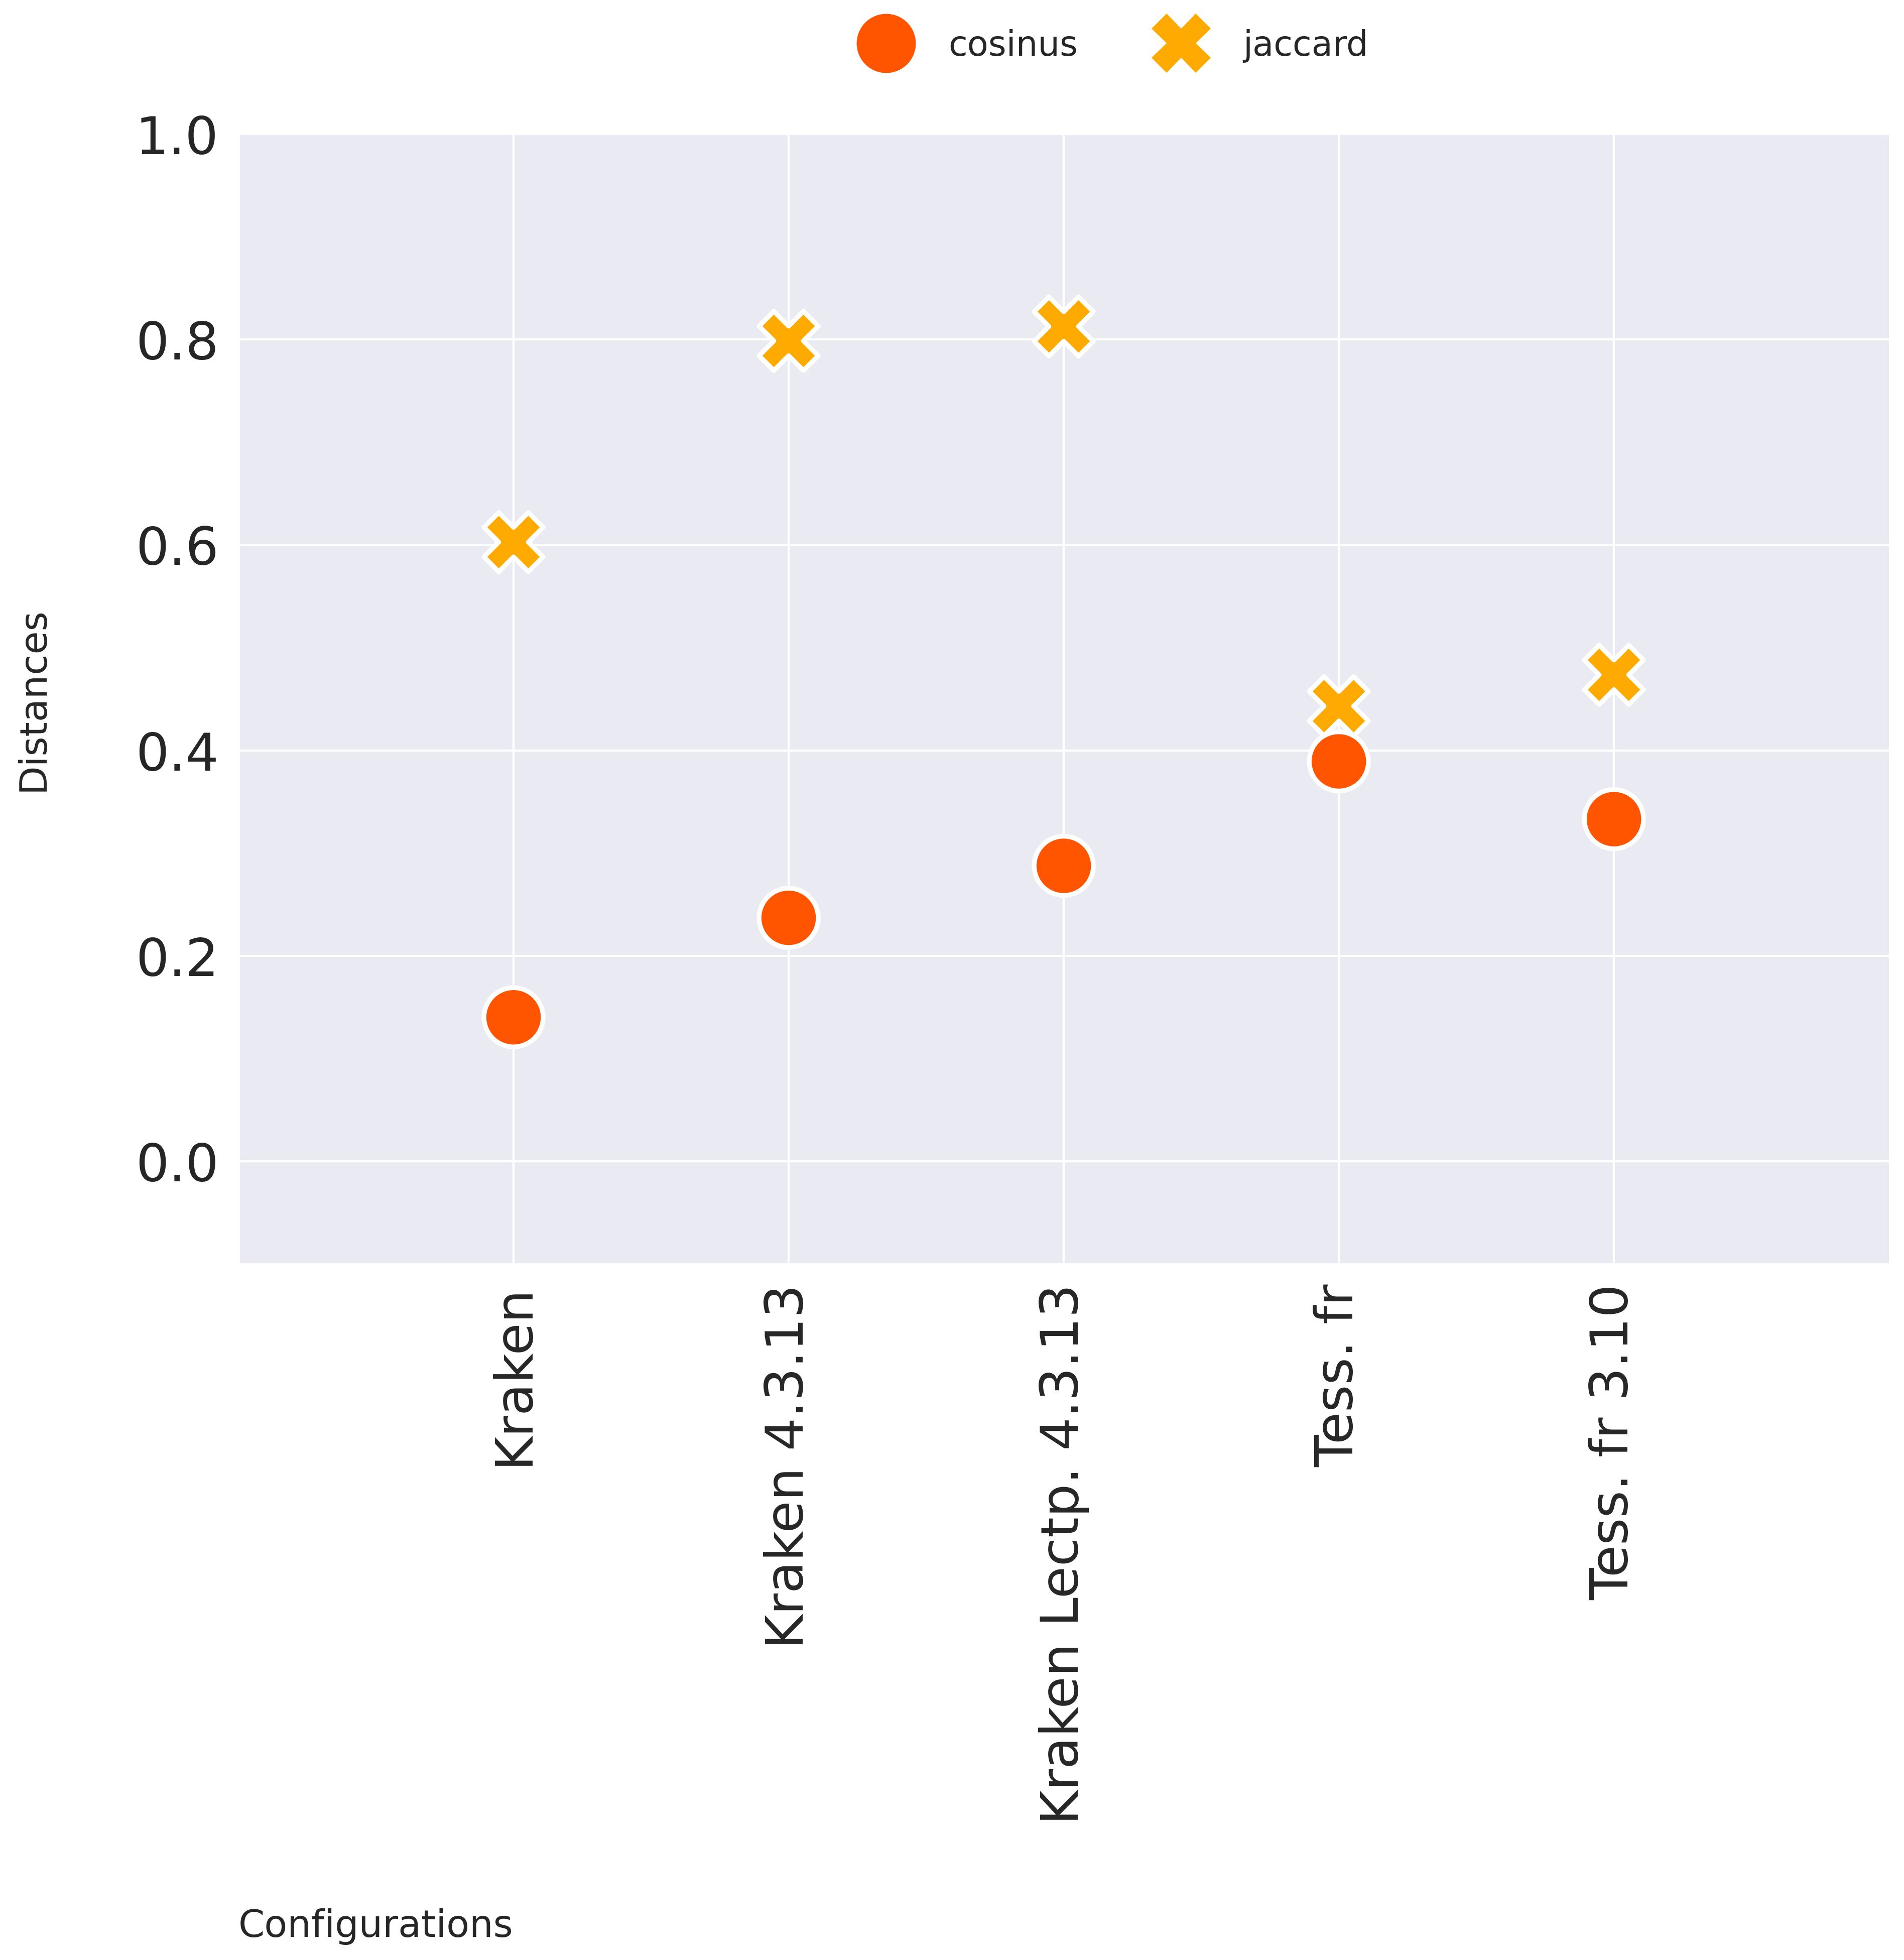 cosinus
jaccard
1.0
0.8
0.6
0.4
0.2
0.0
Distances
Kraken
Kraken 4.3.13
Kraken Lectp. 4.3.13
Tess. fr
Tess. fr 3.10
Configurations